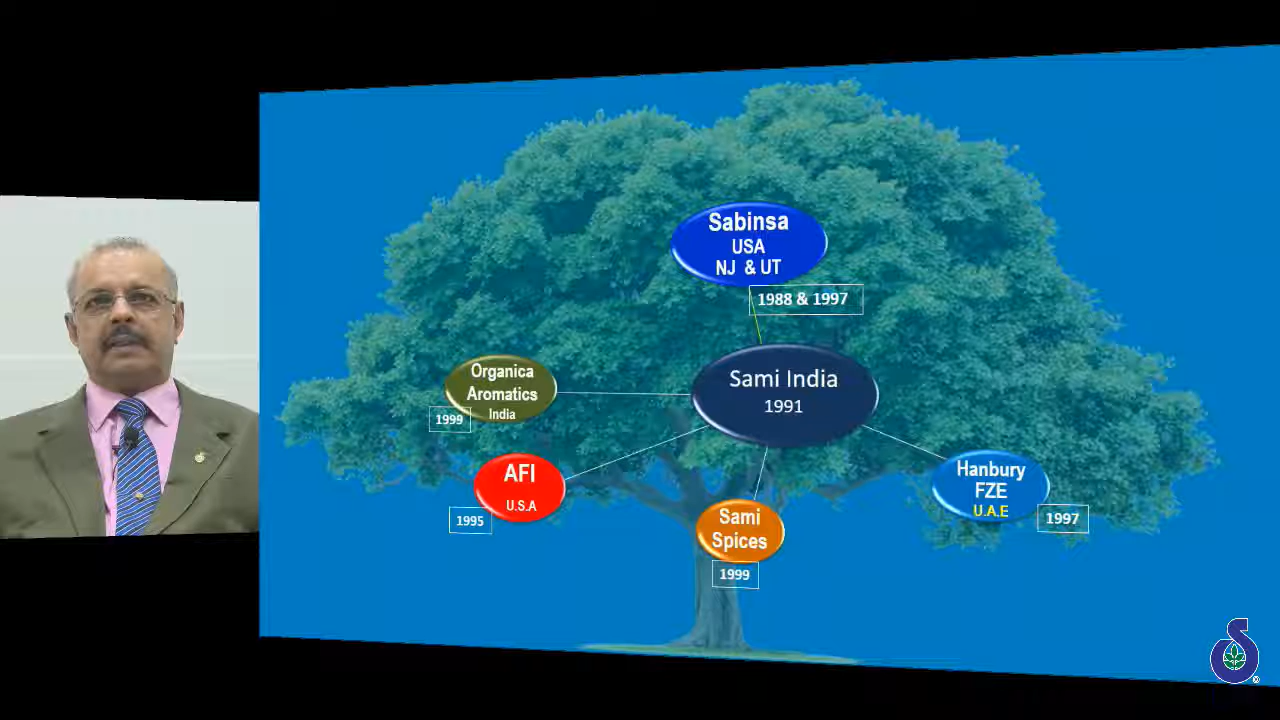 Sabinsa
USA
NJ & UT
1988 & 1997
Sami India
1991
Organica
Aromatics
India
1999
AFI
U.S.A
1995
Sami
Spices
1999
Hanbury
FZE
U.A.E
1997
®